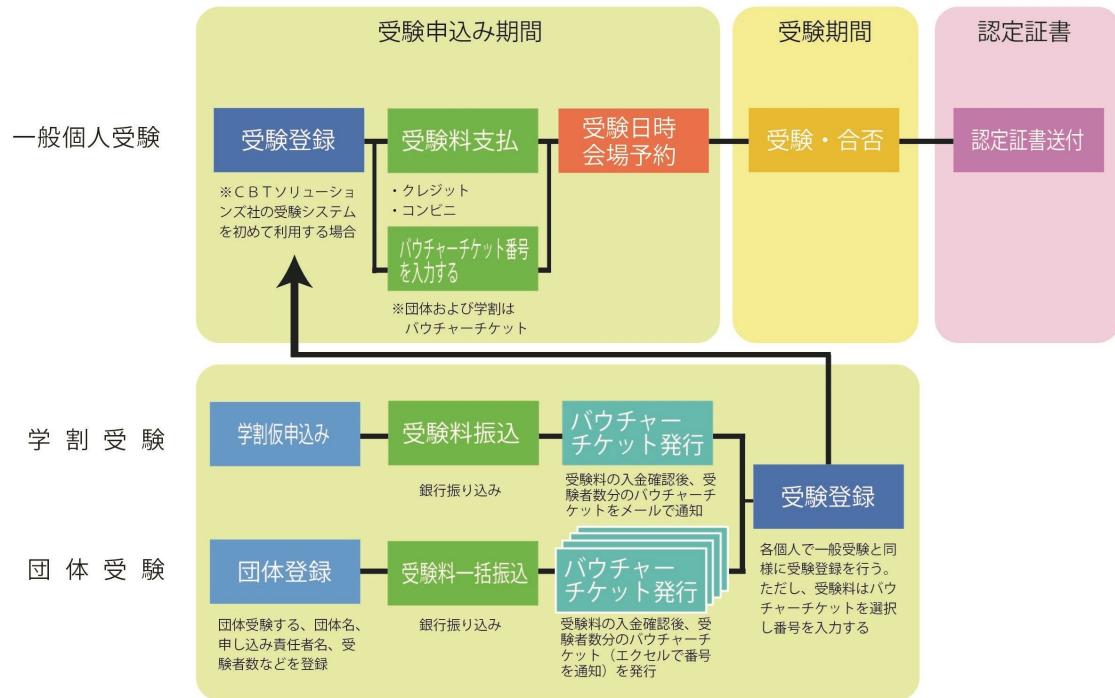 受験申込み期間
受験期間
認定証書
一般個人受験
受験登録
受験料支払
受験日時
会場予約
受験・合否
認定証書送付
※ＣＢＴソリューショ
ンズ社の受験システム
を初めて利用する場合
・クレジット
・コンビニ
バウチャーチケット番号
を入力する
※団体および学割は
バウチャーチケット
学割受験
学割仮申込み
受験料振込
バウチャー
チケット発行
銀行振り込み
受験料の入金確認後、受
験者数分のバウチャーチ
ケットをメールで通知
受験登録
各個人で一般受験と同
様に受験登録を行う。
ただし、受験料はバウ
チャーチケットを選択
し番号を入力する
団体受験
団体登録
受験料一括振込
バウチャー
チケット発行
団体受験する、団体名、
申し込み責任者名、受
験者数などを登録
銀行振り込み
受験料の入金確認後、受
験者数分のバウチャーチ
ケット（エクセルで番号
を通知）を発行